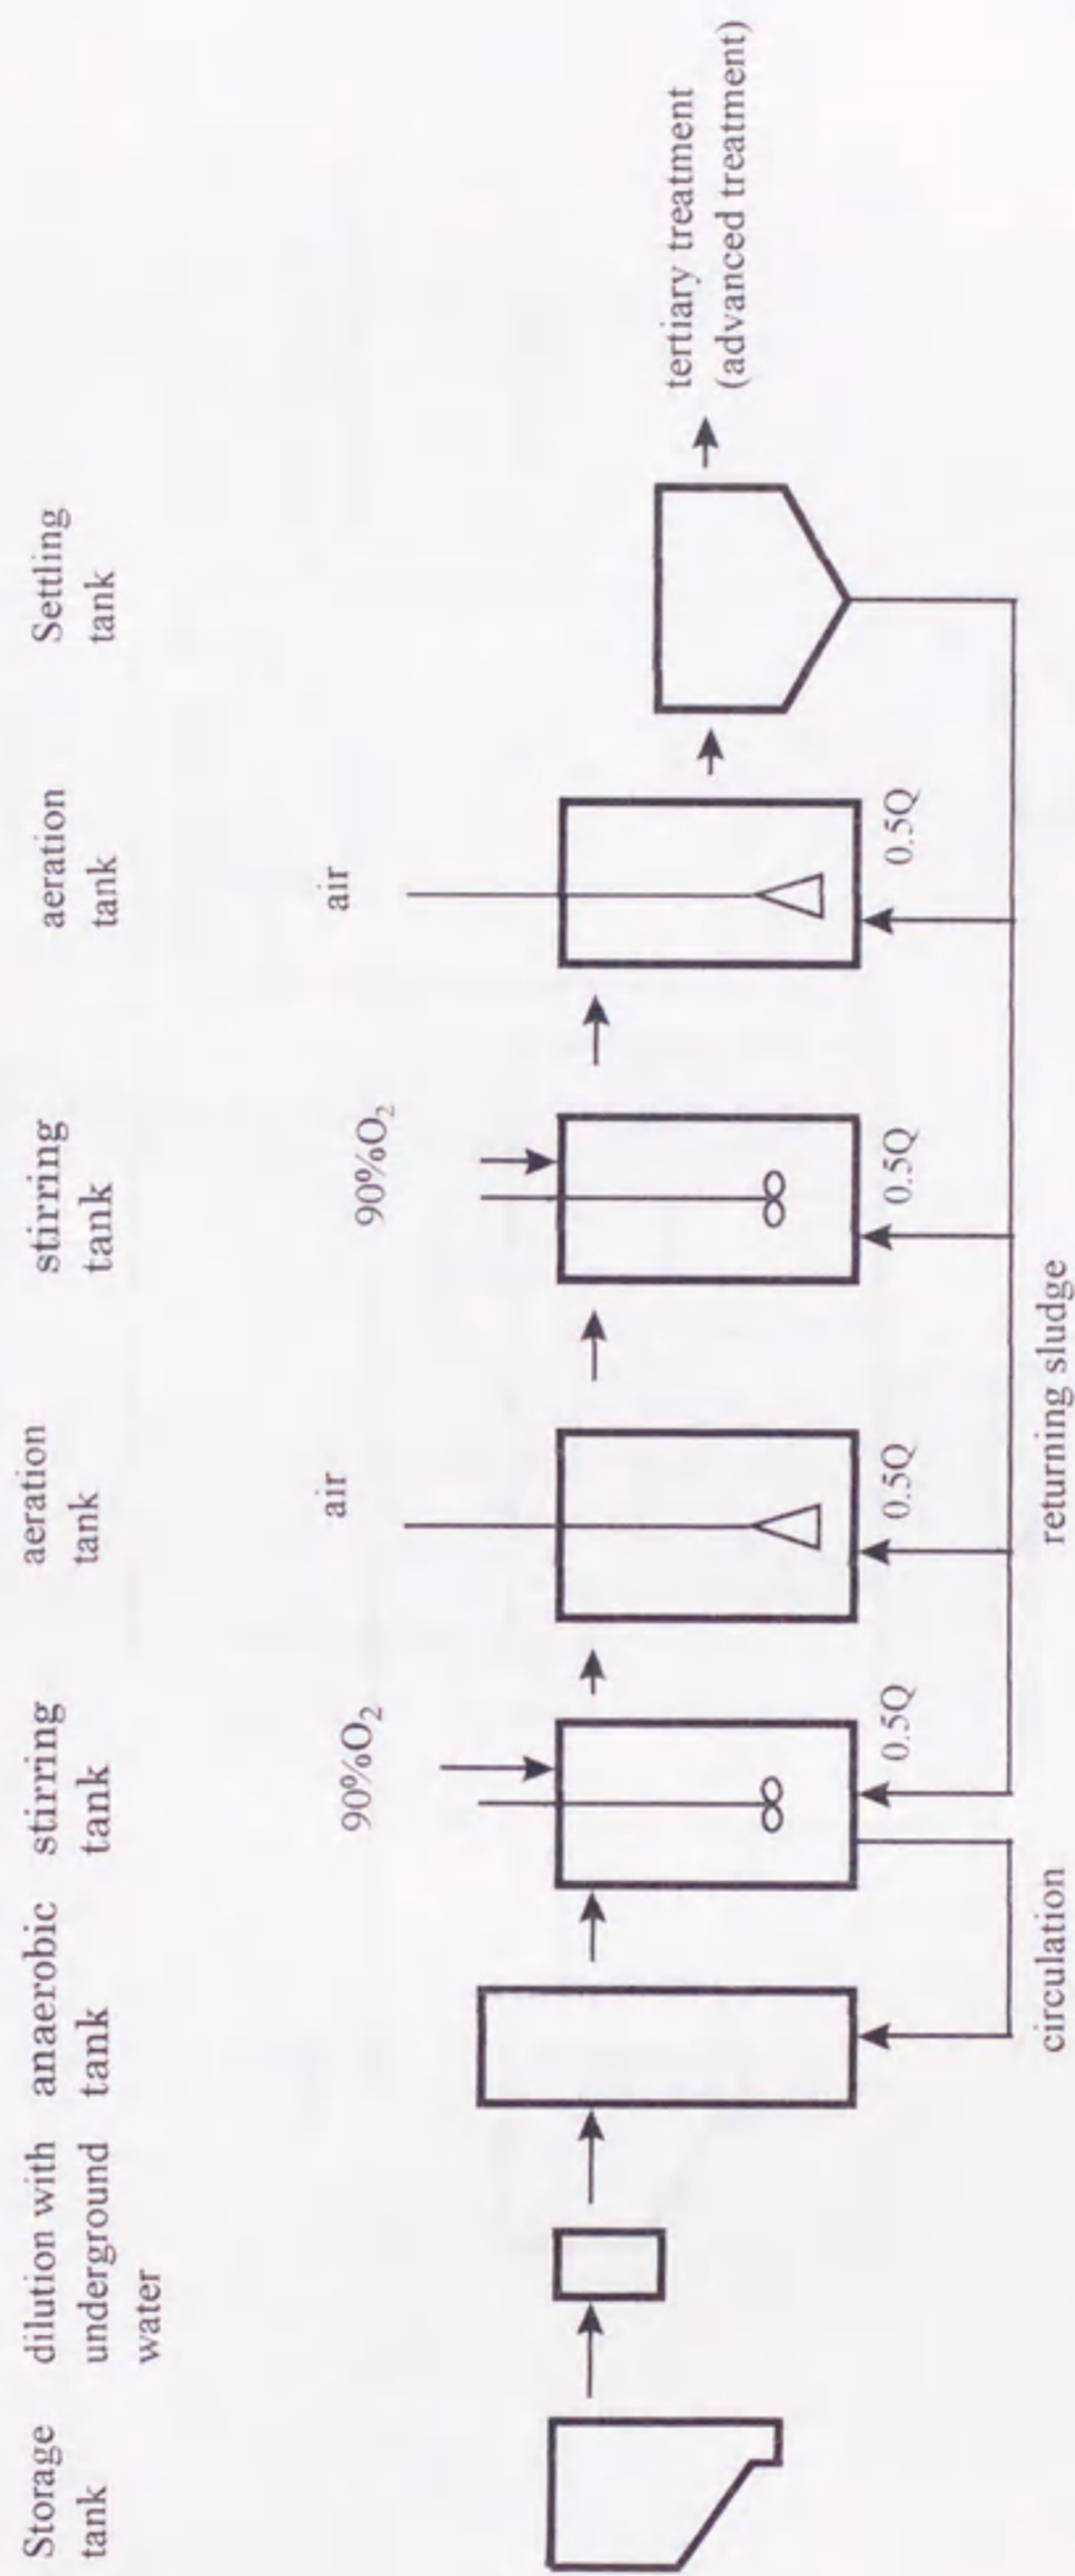 Storage
tank
dilution with
underground
water
anaerobic
tank
stirring
tank
aeration
tank
stirring
tank
aeration
tank
Settling
tank
90%O₂
air
90%O₂
air
tertiary treatment
(advanced treatment)
0.5Q
0.5Q
0.5Q
0.5Q
circulation
returning sludge